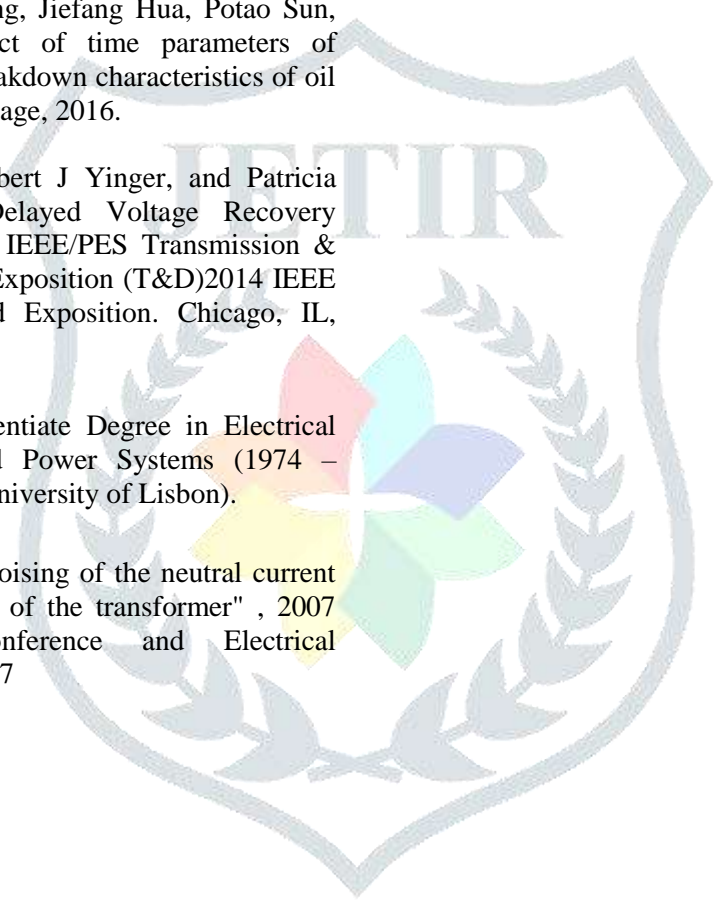 ng, Jiefang Hua, Potao Sun,
ct of time parameters of
eakdown characteristics of oil
age, 2016.
bert J Yinger, and Patricia
Delayed Voltage Recovery
IEEE/PES Transmission &
Exposition (T&D)2014 IEEE
d Exposition. Chicago, IL,
entiate Degree in Electrical
d Power Systems (1974 –
niversity of Lisbon).
oising of the neutral current
of the transformer" , 2007
onference and Electrical
7
JETIR